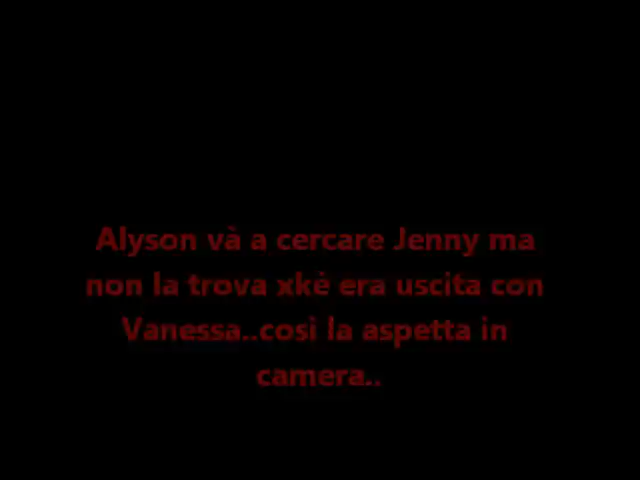 Alyson và a cercare Jenny ma
non la trova xkè era uscita con
Vanessa..così la aspetta in
camera..